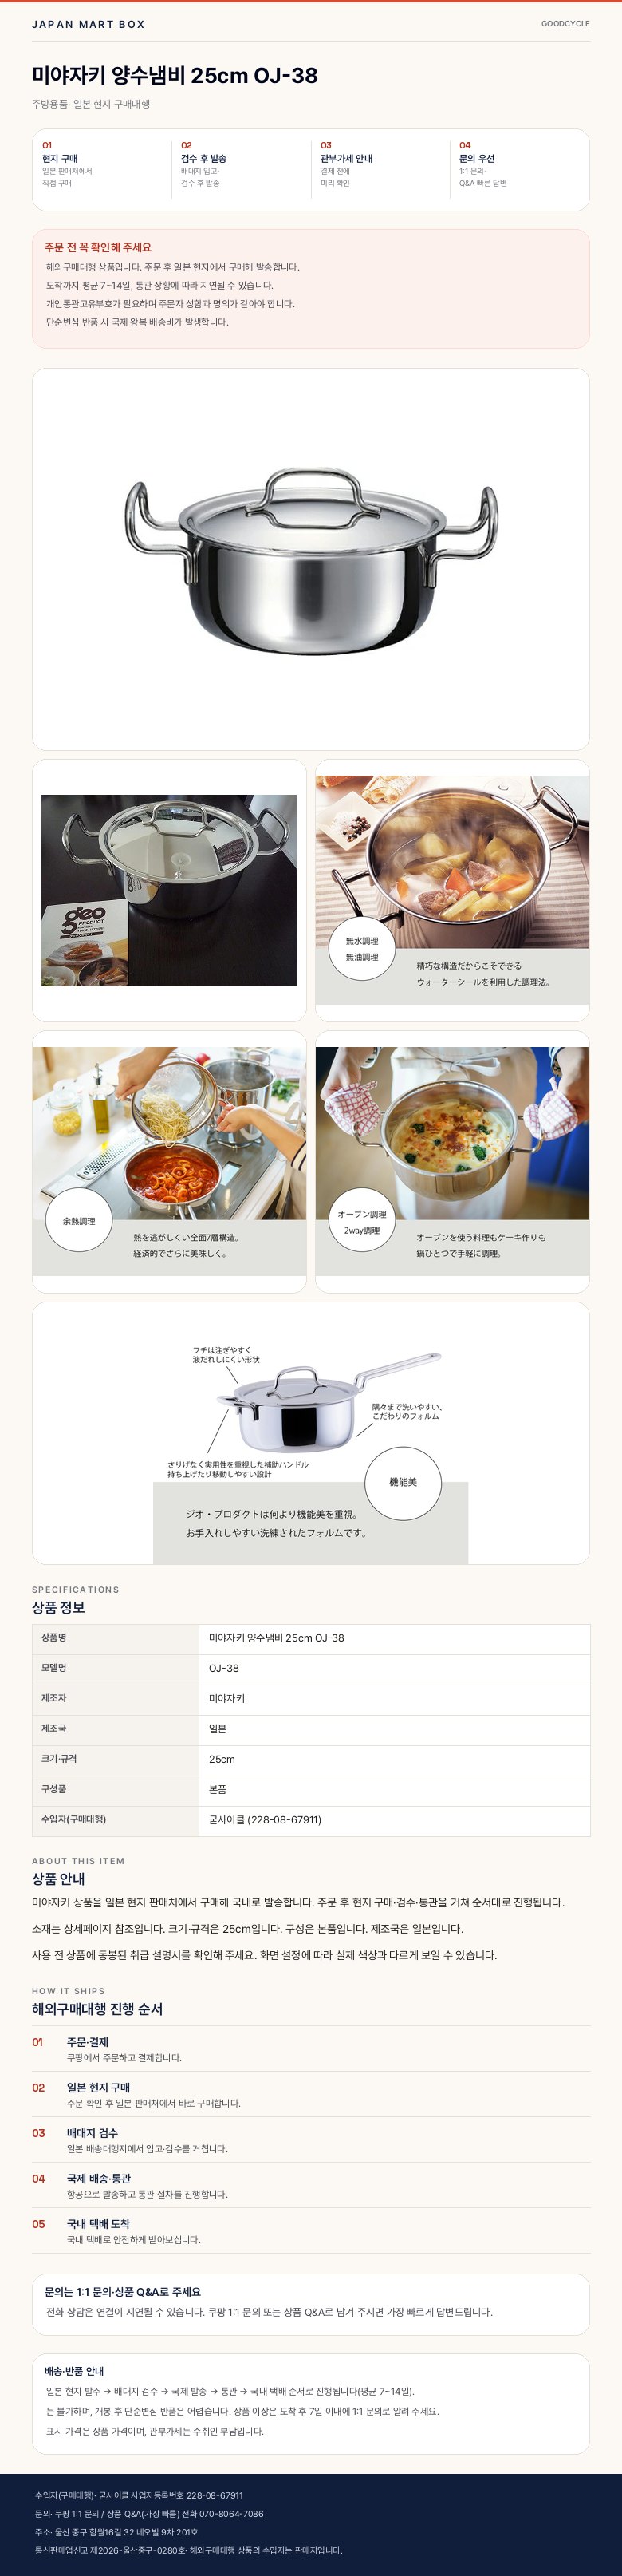 JAPAN MART BOX
GOODCYCLE
미야자키 양수냄비 25cm OJ-38
주방용품· 일본 현지 구매대행
01
현지 구매
일본 판매처에서
직접 구매
02
검수 후 발송
배대지 입고·
검수 후 발송
03
관부가세 안내
결제 전에
미리 확인
04
문의 우선
1:1 문의·
Q&A 빠른 답변
주문 전 꼭 확인해 주세요
해외구매대행 상품입니다. 주문 후 일본 현지에서 구매해 발송합니다.
도착까지 평균 7~14일, 통관 상황에 따라 지연될 수 있습니다.
개인통관고유부호가 필요하며 주문자 성함과 명의가 같아야 합니다.
단순변심 반품 시 국제 왕복 배송비가 발생합니다.
geo
PRODUCT
無水調理
無油調理
精巧な構造だからこそできる
ウォーターシールを利用した調理法。
余熱調理
熱を逃がしにくい全面7層構造。
経済的でさらに美味しく。
オーブン調理
2way調理
オーブンを使う料理もケーキ作りも
鍋ひとつで手軽に調理。
フチは注ぎやすく
液だれしにくい形状
隅々まで洗いやすい、
こだわりのフォルム
さりげなく実用性を重視した補助ハンドル
持ち上げたり移動しやすい設計
機能美
ジオ・プロダクトは何より機能美を重視。
お手入れしやすい洗練されたフォルムです。
SPECIFICATIONS
상품 정보
상품명 미야자키 양수냄비 25cm OJ-38
모델명 OJ-38
제조자 미야자키
제조국 일본
크기·규격 25cm
구성품 본품
수입자(구매대행) 굳사이클 (228-08-67911)
ABOUT THIS ITEM
상품 안내
미야자키 상품을 일본 현지 판매처에서 구매해 국내로 발송합니다. 주문 후 현지 구매·검수·통관을 거쳐 순서대로 진행됩니다.
소재는 상세페이지 참조입니다. 크기·규격은 25cm입니다. 구성은 본품입니다. 제조국은 일본입니다.
사용 전 상품에 동봉된 취급 설명서를 확인해 주세요. 화면 설정에 따라 실제 색상과 다르게 보일 수 있습니다.
HOW IT SHIPS
해외구매대행 진행 순서
01 주문·결제
쿠팡에서 주문하고 결제합니다.
02 일본 현지 구매
주문 확인 후 일본 판매처에서 바로 구매합니다.
03 배대지 검수
일본 배송대행지에서 입고·검수를 거칩니다.
04 국제 배송·통관
항공으로 발송하고 통관 절차를 진행합니다.
05 국내 택배 도착
국내 택배로 안전하게 받아보십니다.
문의는 1:1 문의·상품 Q&A로 주세요
전화 상담은 연결이 지연될 수 있습니다. 쿠팡 1:1 문의 또는 상품 Q&A로 남겨 주시면 가장 빠르게 답변드립니다.
배송·반품 안내
일본 현지 발주 → 배대지 검수 → 국제 발송 → 통관 → 국내 택배 순서로 진행됩니다(평균 7~14일).
는 불가하며, 개봉 후 단순변심 반품은 어렵습니다. 상품 이상은 도착 후 7일 이내에 1:1 문의로 알려 주세요.
표시 가격은 상품 가격이며, 관부가세는 수취인 부담입니다.
수입자(구매대행)· 굳사이클 사업자등록번호 228-08-67911
문의· 쿠팡 1:1 문의 / 상품 Q&A(가장 빠름) 전화 070-8064-7086
주소· 울산 중구 함월16길 32 네오빌 9차 201호
통신판매업신고 제2026-울산중구-0280호· 해외구매대행 상품의 수입자는 판매자입니다.